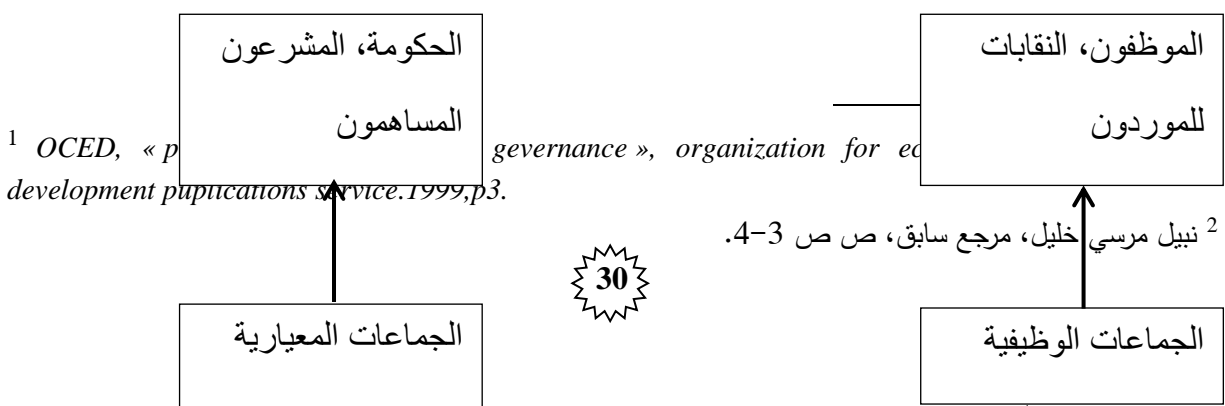 الموظفون، النقابات
للموردون
الحكومة، المشرعون
المساهمون
1 OCED, « p
gevernance », organization for ec
development puplications service.1999,p3.
2 نبيل مرسي خليل، مرجع سابق، ص ص 3-4.
30
الجماعات الوظيفية
الجماعات المعيارية